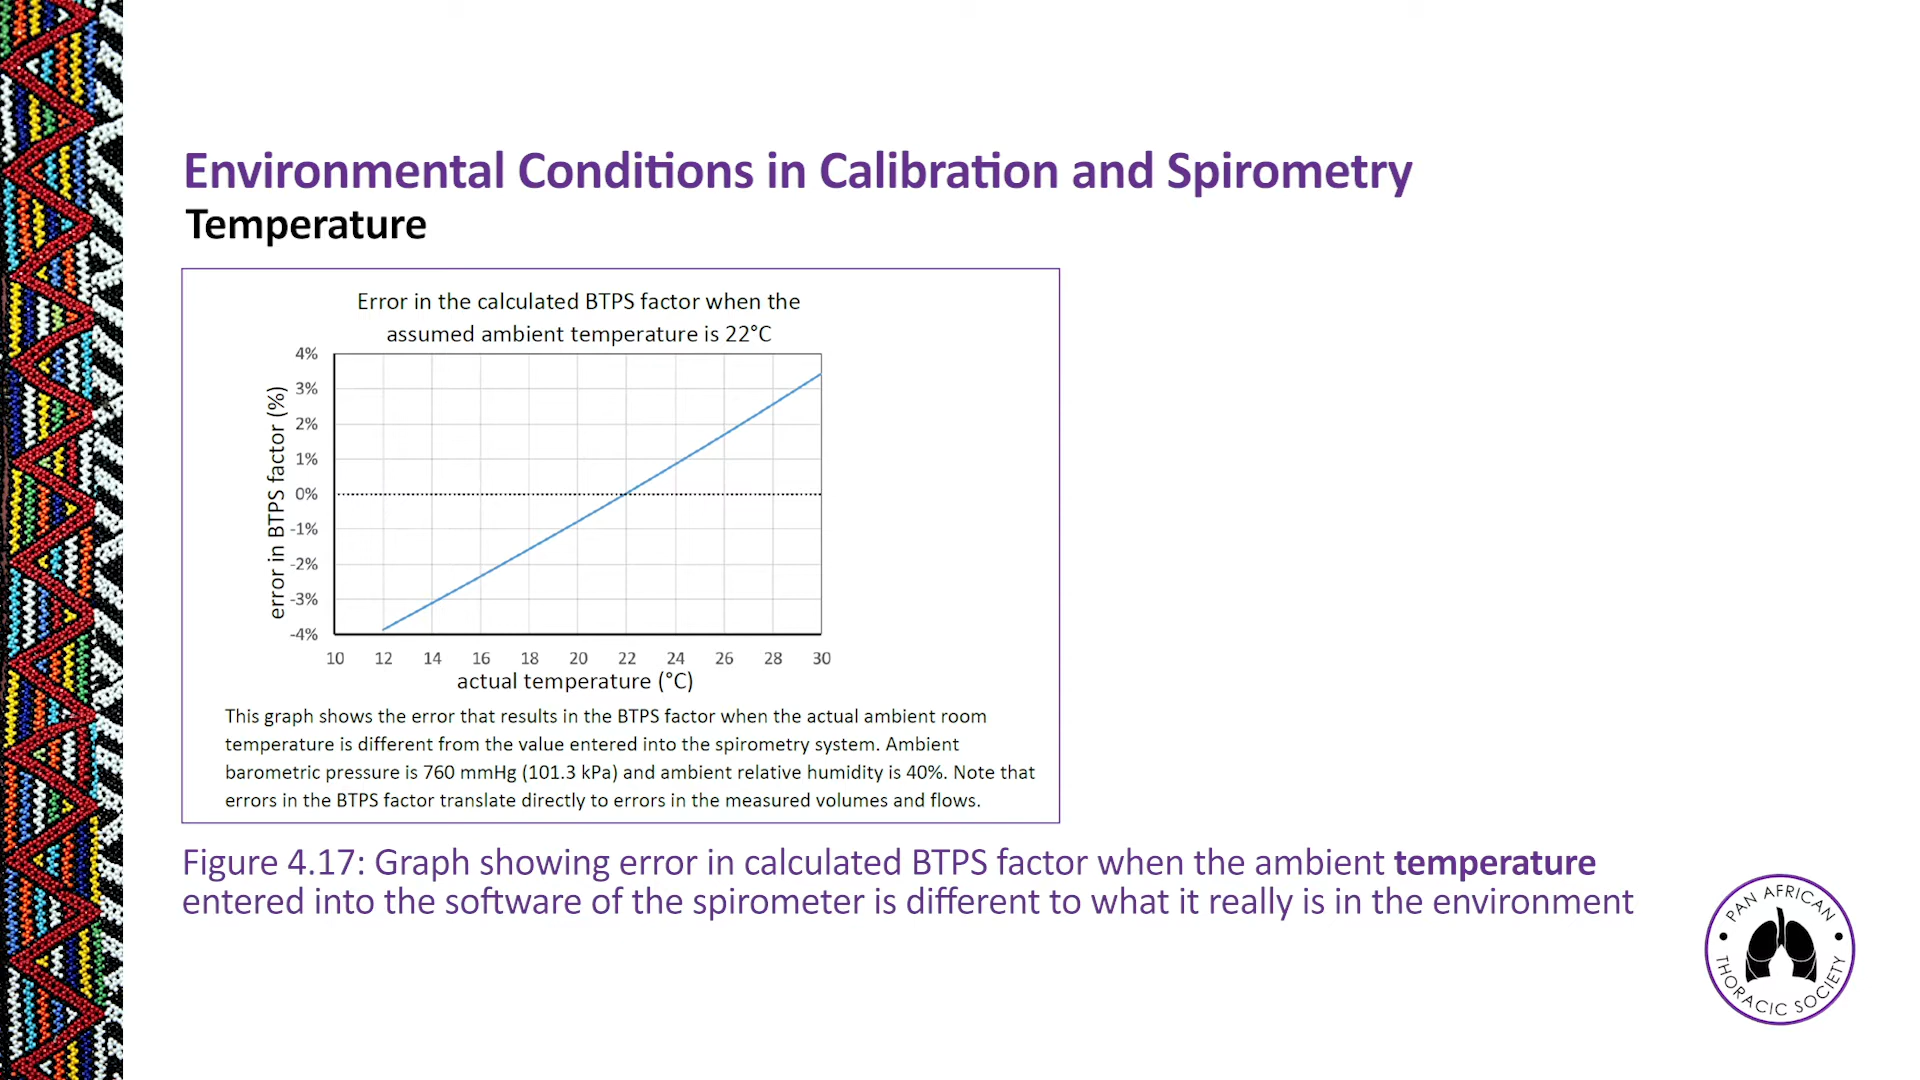 Environmental Conditions in Calibration and Spirometry
Temperature
Error in the calculated BTPS factor when the
assumed ambient temperature is 22°C
error in BTPS factor (%)
4%
3%
2%
1%
0%
-1%
-2%
-3%
-4%
10 12 14 16 18 20 22 24 26 28 30
actual temperature (°C)
This graph shows the error that results in the BTPS factor when the actual ambient room
temperature is different from the value entered into the spirometry system. Ambient
barometric pressure is 760 mmHg (101.3 kPa) and ambient relative humidity is 40%. Note that
errors in the BTPS factor translate directly to errors in the measured volumes and flows.
Figure 4.17: Graph showing error in calculated BTPS factor when the ambient temperature
entered into the software of the spirometer is different to what it really is in the environment
PAN AFRICAN
THORACIC SOCIETY